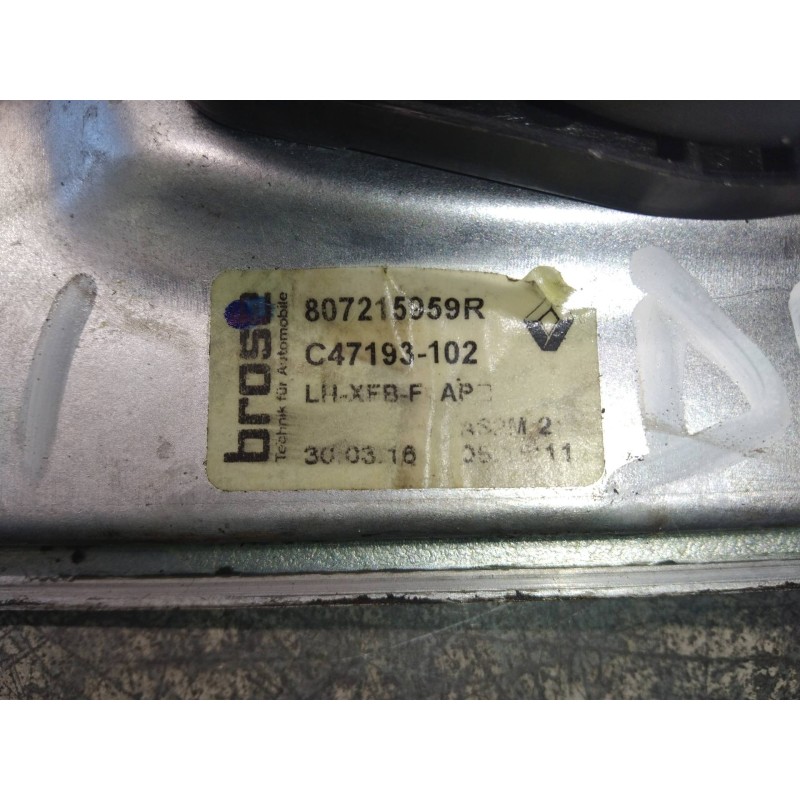 brose
Technik für Automobile
807215959R
C47193-102
LH-XFB-F
30.03.16